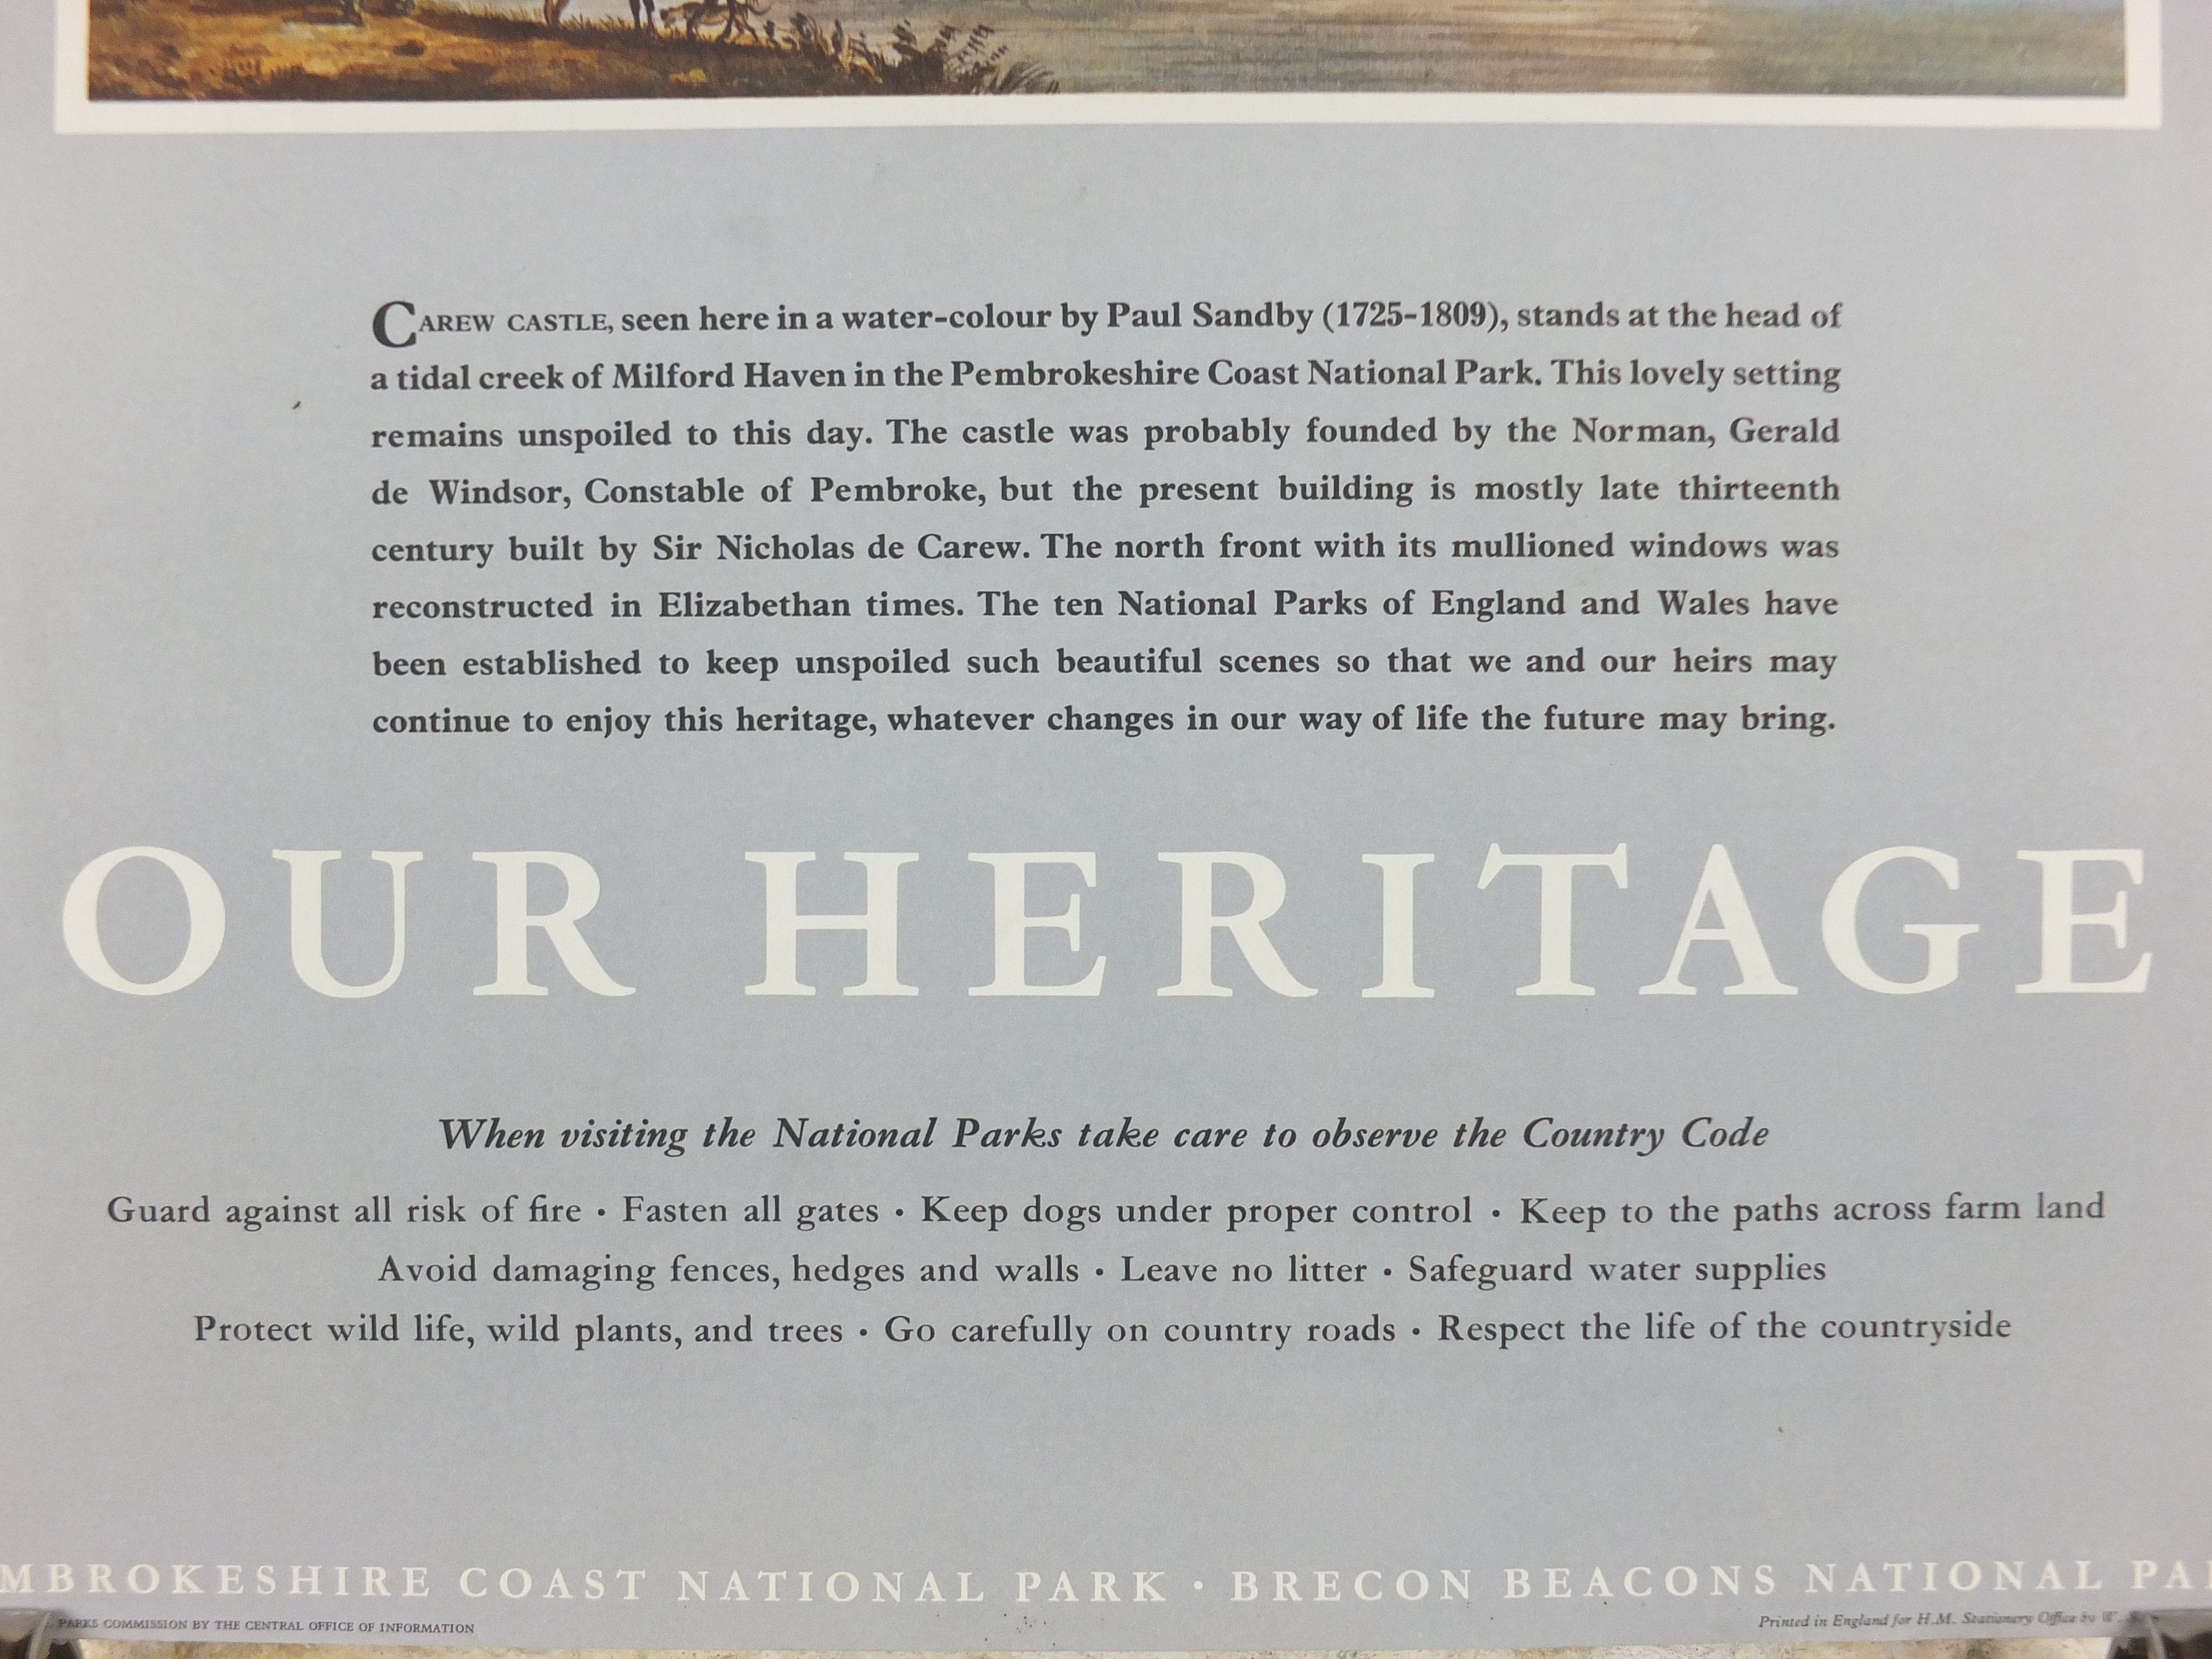 CAREW CASTLE, seen here in a water-colour by Paul Sandby (1725-1809), stands at the head of
a tidal creek of Milford Haven in the Pembrokeshire Coast National Park. This lovely setting
remains unspoiled to this day. The castle was probably founded by the Norman, Gerald
de Windsor, Constable of Pembroke, but the present building is mostly late thirteenth
century built by Sir Nicholas de Carew. The north front with its mullioned windows was
reconstructed in Elizabethan times. The ten National Parks of England and Wales have
been established to keep unspoiled such beautiful scenes so that we and our heirs may
continue to enjoy this heritage, whatever changes in our way of life the future may bring.
OUR HERITAGE
When visiting the National Parks take care to observe the Country Code
Guard against all risk of fire · Fasten all gates · Keep dogs under proper control · Keep to the paths across farm land
Avoid damaging fences, hedges and walls · Leave no litter · Safeguard water supplies
Protect wild life, wild plants, and trees · Go carefully on country roads · Respect the life of the countryside
MBROKESHIRE COAST NATIONAL PARK · BRECON BEACONS NATIONAL PA
PARKS COMMISSION BY THE CENTRAL OFFICE OF INFORMATION
Printed in England for H.M. Stationery Office by W.